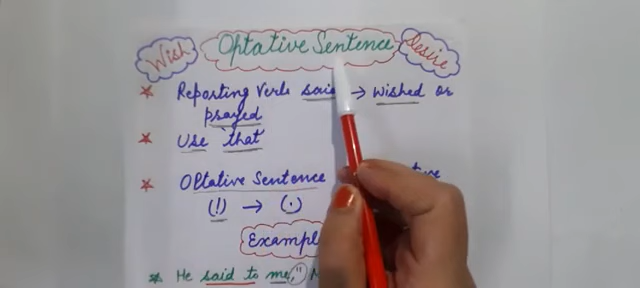 Wish Optative Sentence Desire
* Reporting Verb said → wished or
prayed
* Use that
* Optative Sentence
(!) → (.)
Exampl
* He said to me,"